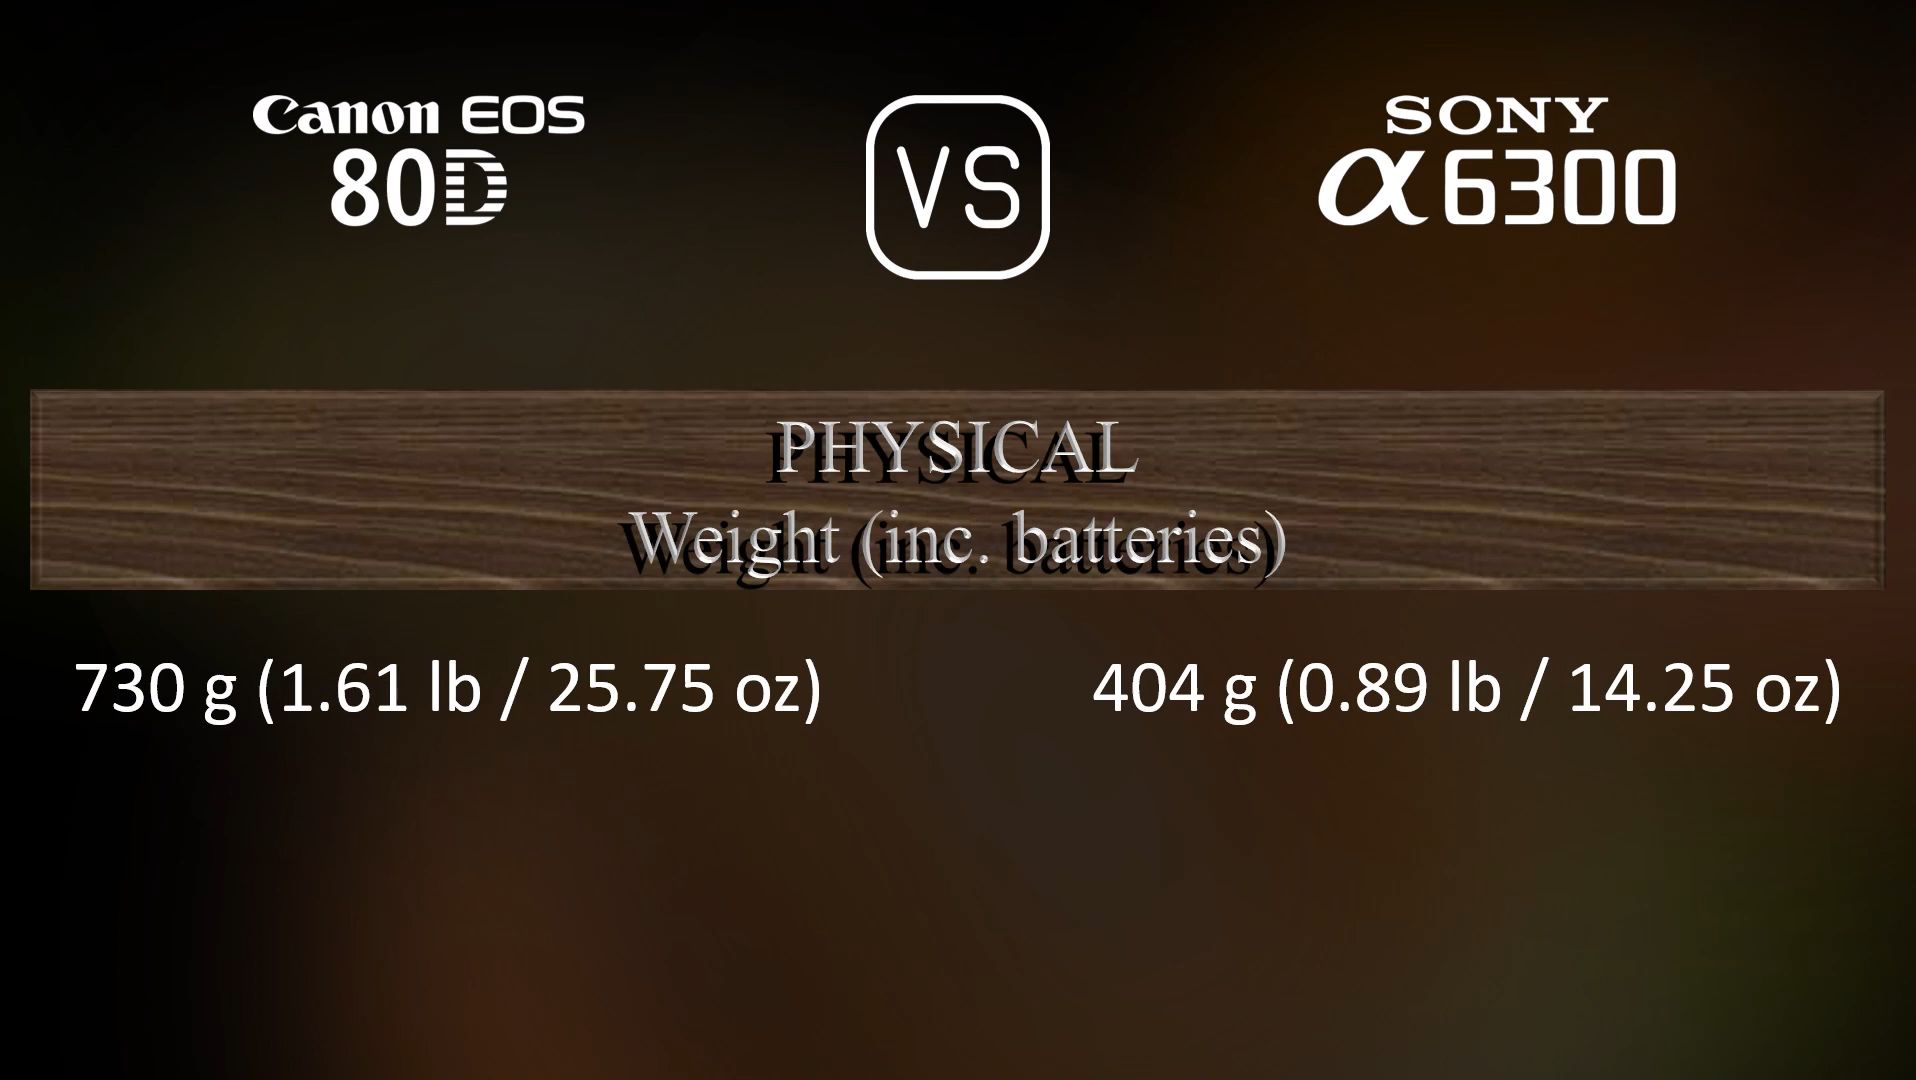 Canon EOS
80D
VS
SONY
α6300
PHYSICAL
Weight (inc. batteries)
730 g (1.61 lb / 25.75 oz)
404 g (0.89 lb / 14.25 oz)